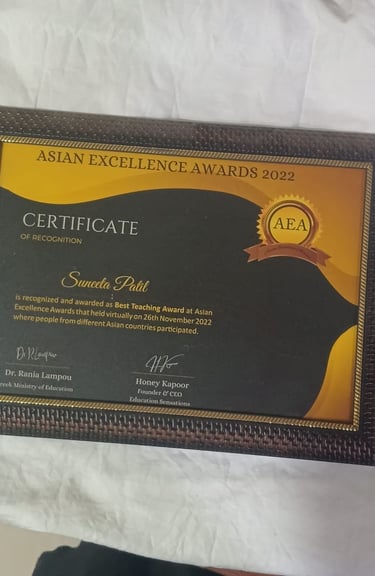 ASIAN EXCELLENCE AWARDS 2022
CERTIFICATE
OF RECOGNITION
AEA
Suneeta Patil
is recognized and awarded as Best Teaching Award at Asian
Excellence Awards that held virtually on 26th November 2022
where people from different Asian countries participated.
Dr. Rania Lampou
reek Ministry of Education
Honey Kapoor
Founder & CEO
Education Sensations